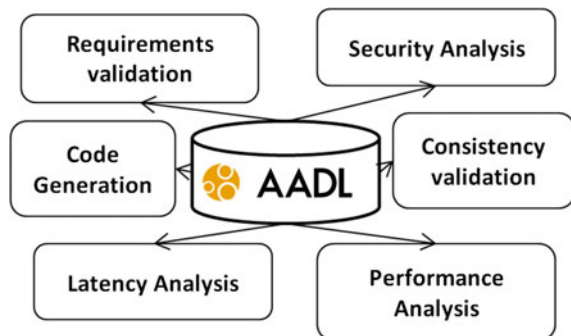 Requirements
validation
Security Analysis
Code
Generation
AADL
Consistency
validation
Latency Analysis
Performance
Analysis